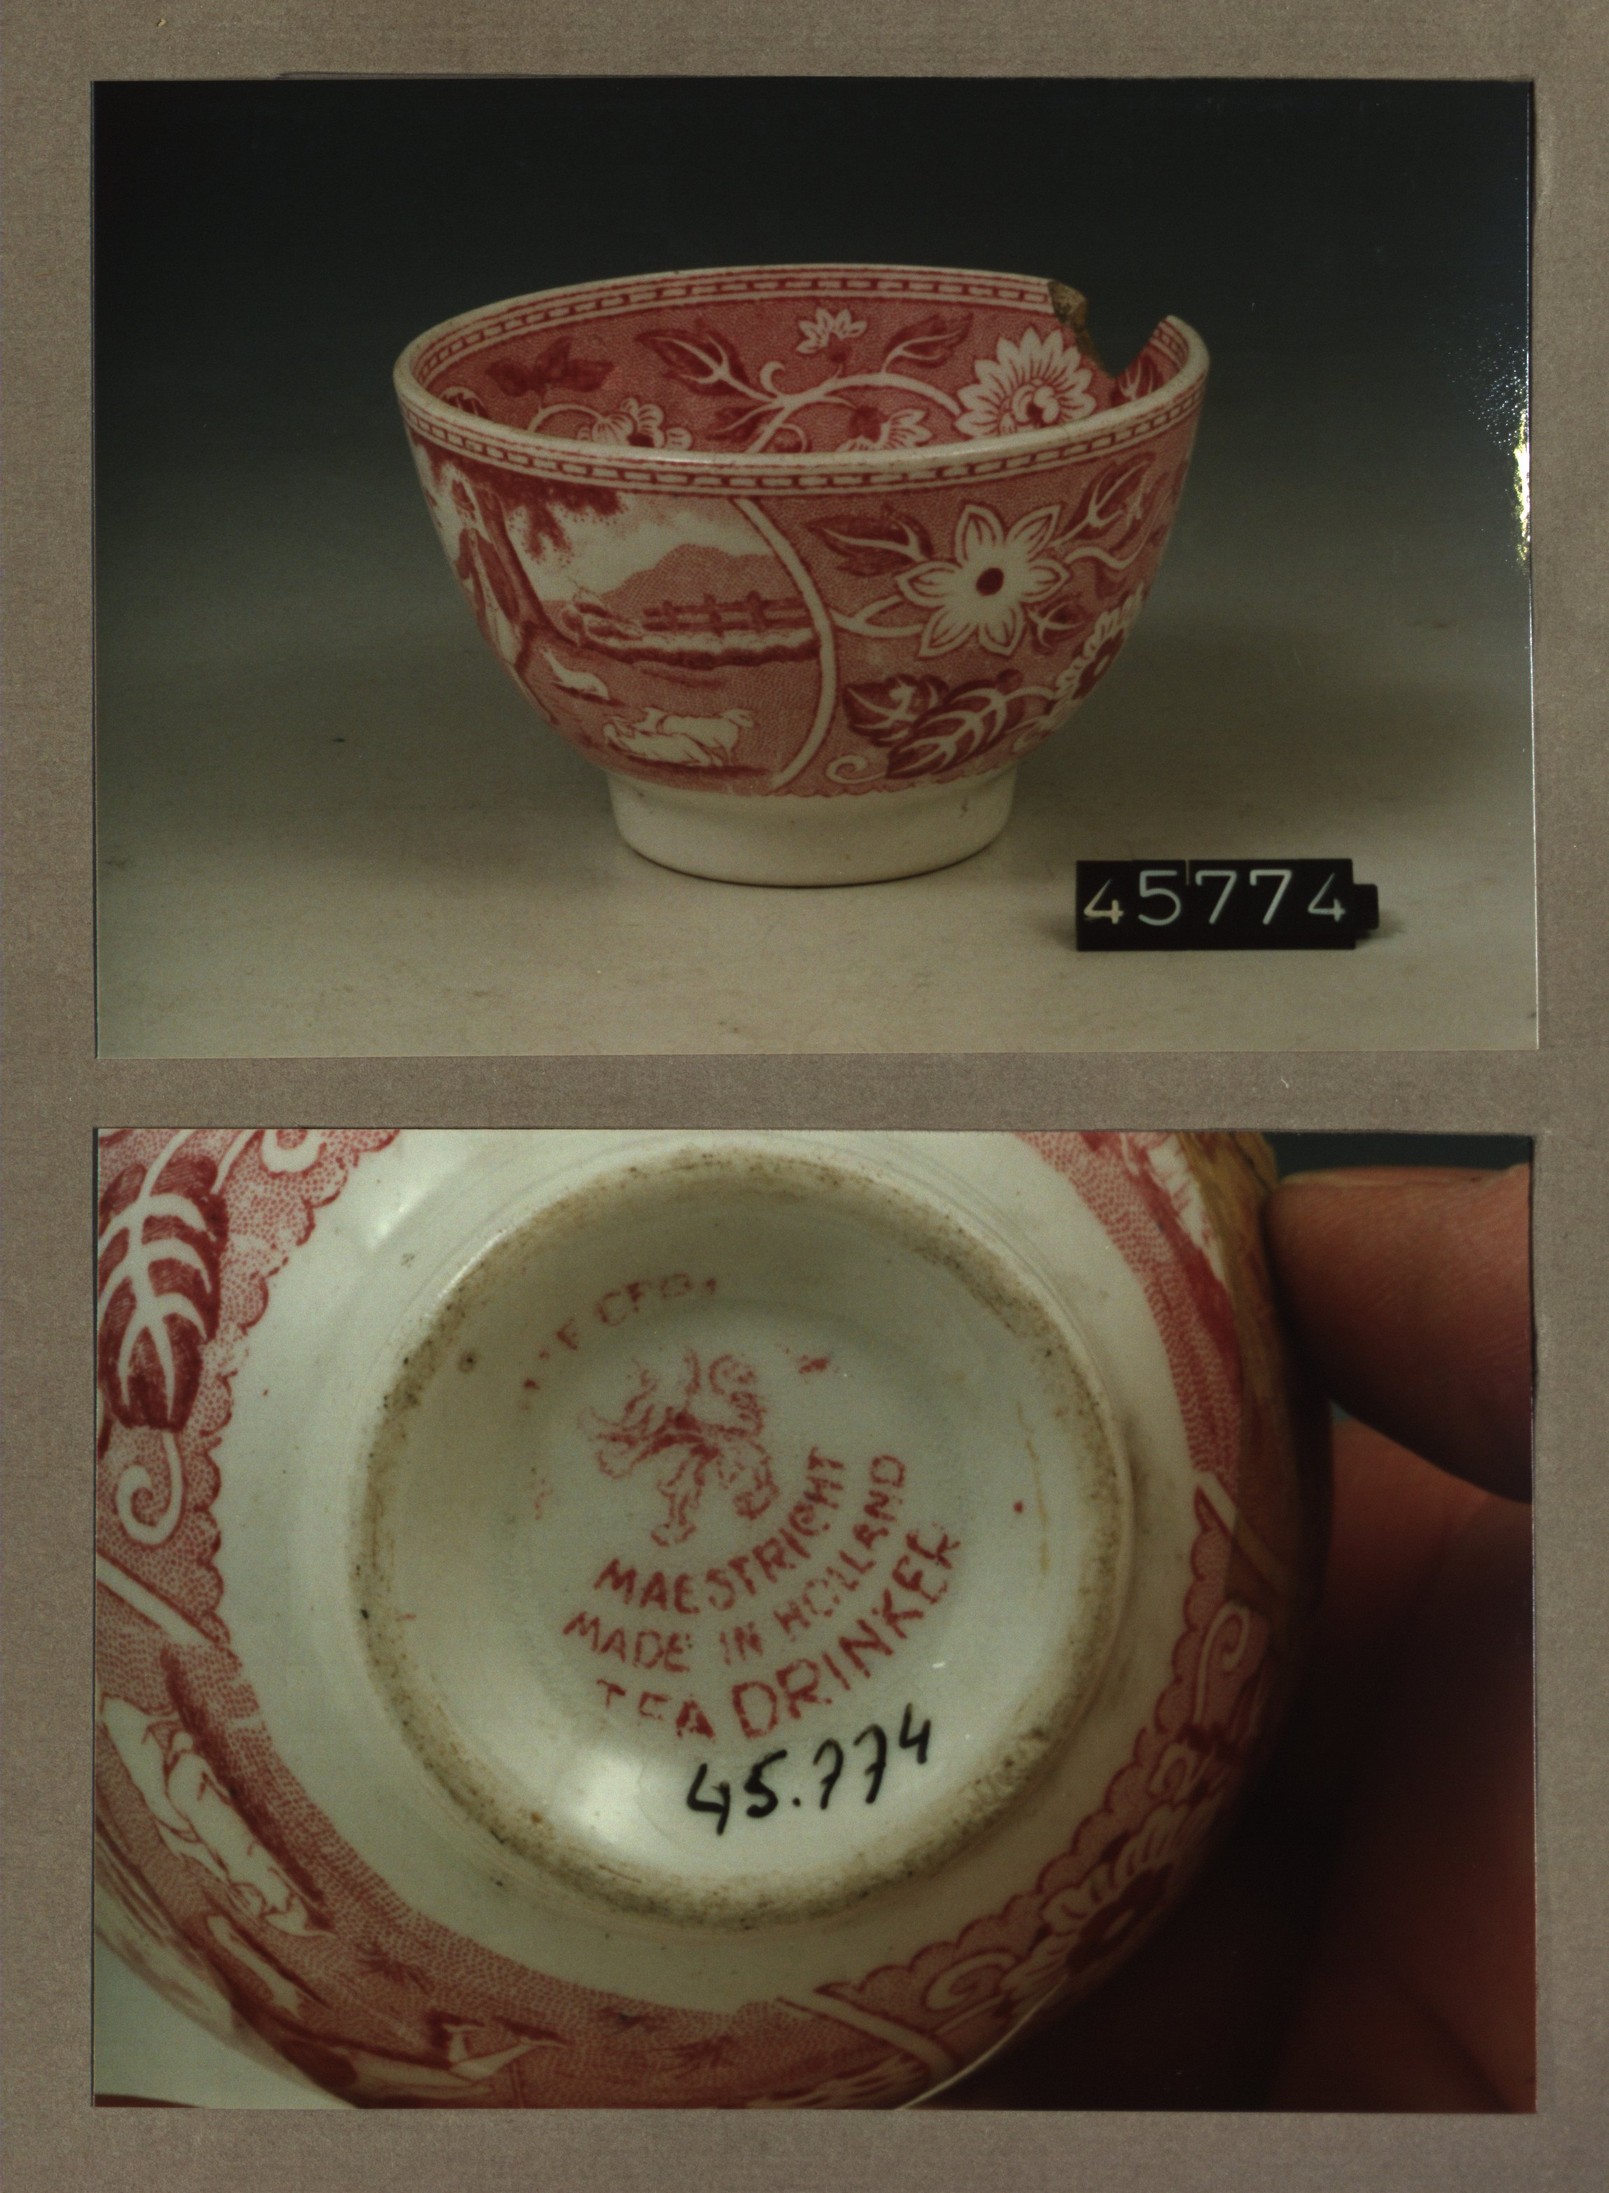 45774
MAESTRICHT
MADE IN HOLLAND
TEA DRINKER
45.774